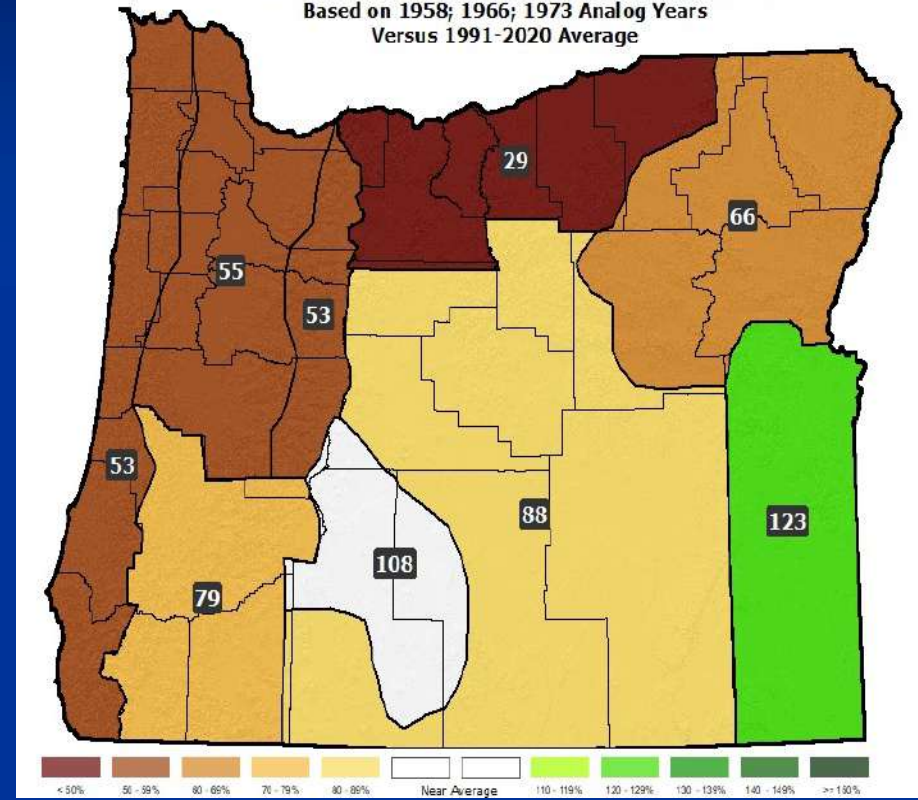 Based on 1958; 1966; 1973 Analog Years
Versus 1991-2020 Average
29
66
55
53
53
88
123
108
79
< 50%
50 - 59%
60 - 69%
70 - 79%
80 - 89%
Near Average
110 - 119%
120 - 129%
130 - 139%
140 - 149%
>= 150%